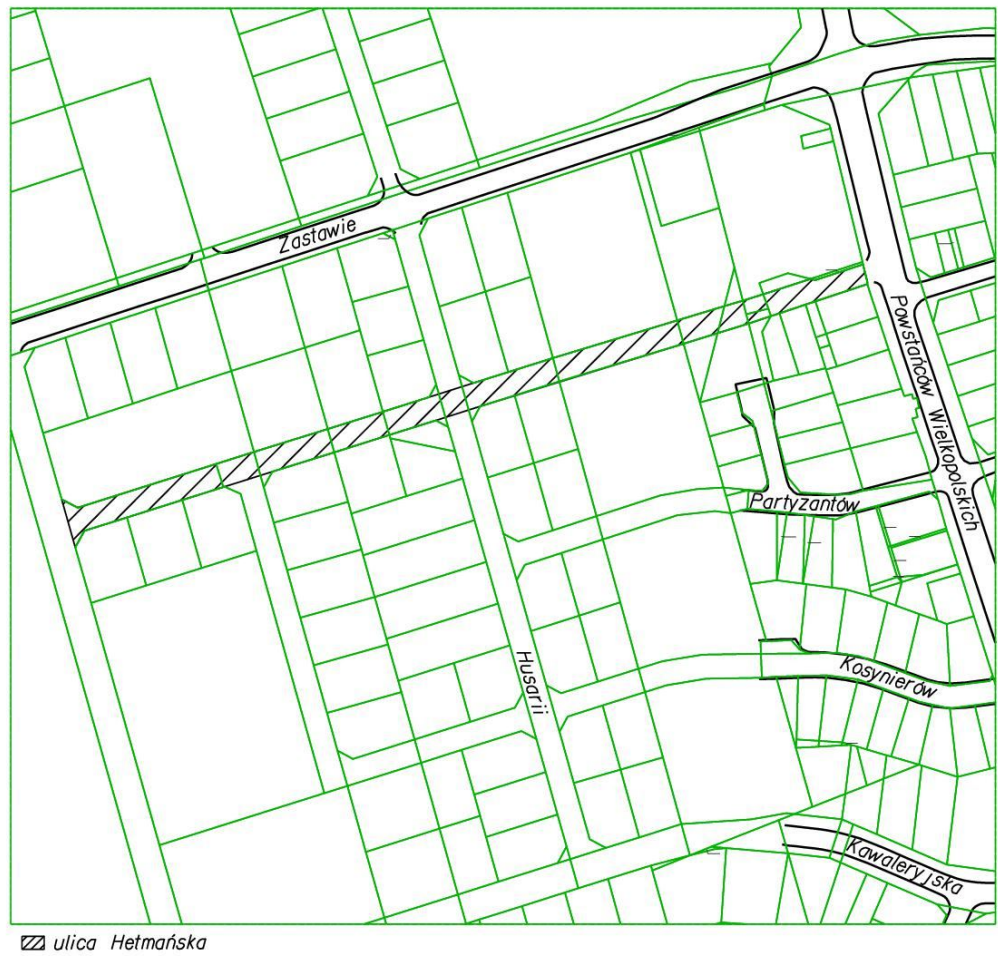 Zastawie
Powstańców Wielkopolskich
Partyzantów
Husarii
Kosynierów
Kawaleryjska
ulica Hetmańska